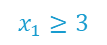 x₁ ≥ 3